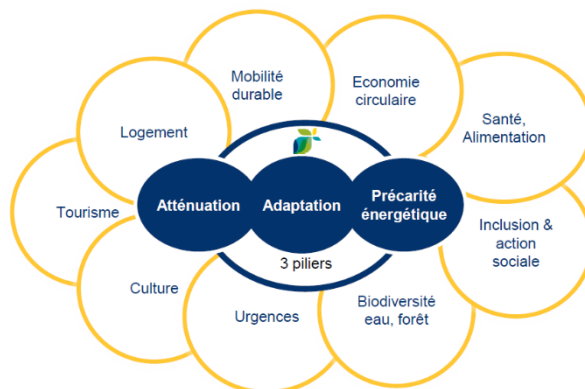 Mobilité
durable
Economie
circulaire
Santé,
Alimentation
Logement
Tourisme
Atténuation
Adaptation
Précarité
énergétique
3 piliers
Inclusion &
action
sociale
Culture
Urgences
Biodiversité
eau, forêt